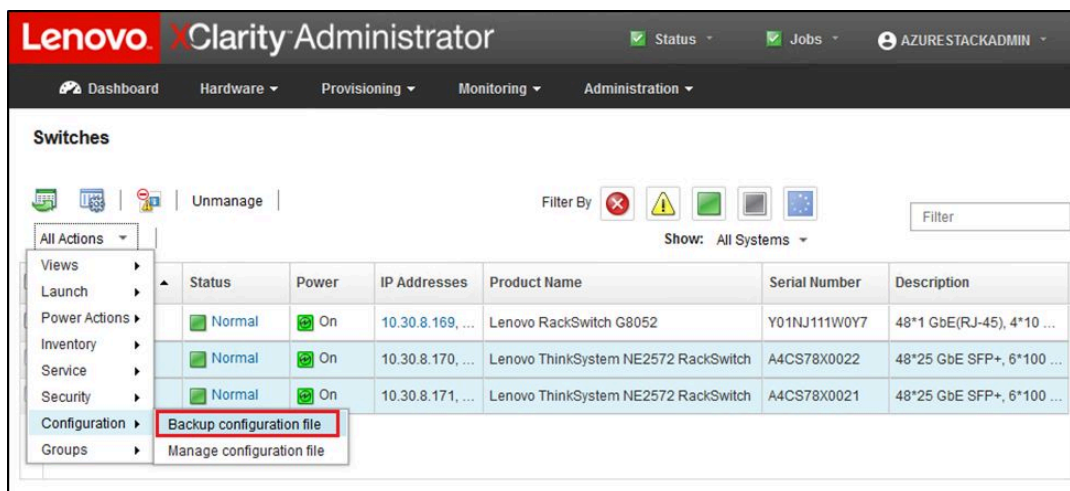 Lenovo. XClarity Administrator
Status
Jobs
AZURESTACKADMIN
Dashboard Hardware Provisioning Monitoring Administration
Switches
Unmanage
Filter By
Filter
All Actions
Show: All Systems
Views
Launch
Power Actions
Inventory
Service
Security
Configuration
Groups
Backup configuration file
Manage configuration file
Status Power IP Addresses Product Name Serial Number Description
Normal On 10.30.8.169, ... Lenovo RackSwitch G8052 Y01NJ111W0Y7 48*1 GbE(RJ-45), 4*10 ...
Normal On 10.30.8.170, ... Lenovo ThinkSystem NE2572 RackSwitch A4CS78X0022 48*25 GbE SFP+, 6*100 ...
Normal On 10.30.8.171, ... Lenovo ThinkSystem NE2572 RackSwitch A4CS78X0021 48*25 GbE SFP+, 6*100 ...